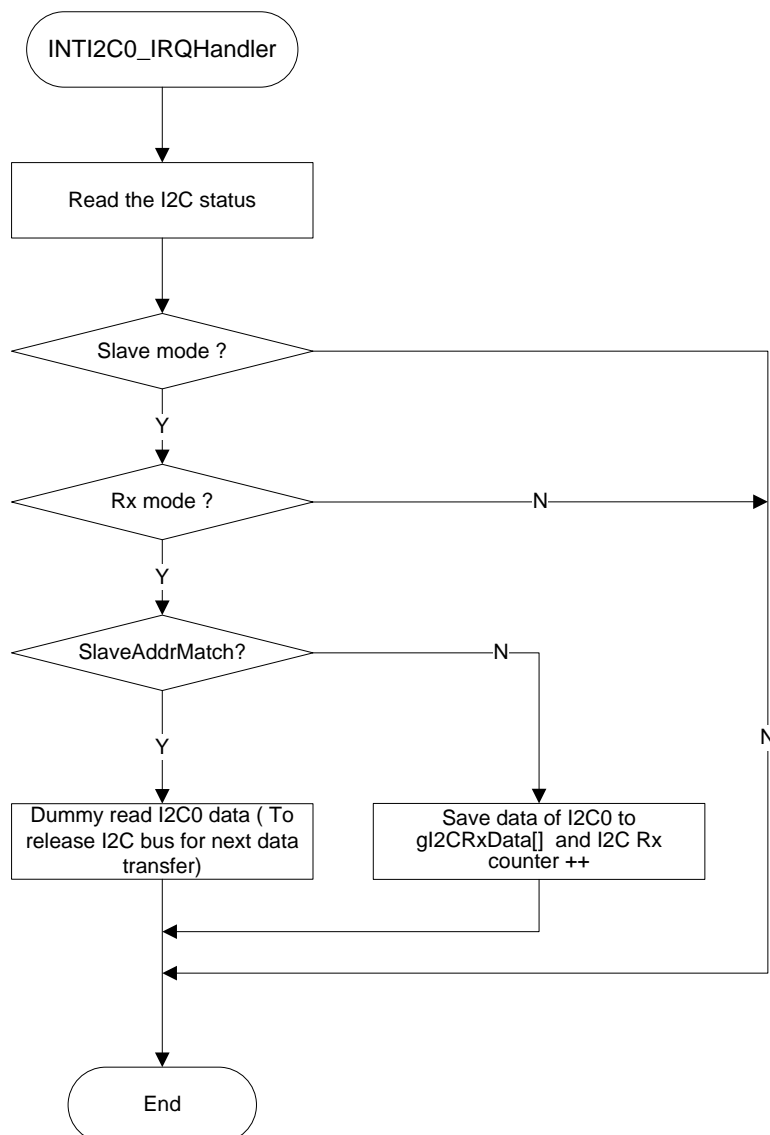 INTI2C0_IRQHandler
Read the I2C status
Slave mode ?
Y
Rx mode ?
N
Y
SlaveAddrMatch?
N
N
Y
Dummy read I2C0 data ( To
release I2C bus for next data
transfer)
Save data of I2C0 to
gI2CRxData[] and I2C Rx
counter ++
End